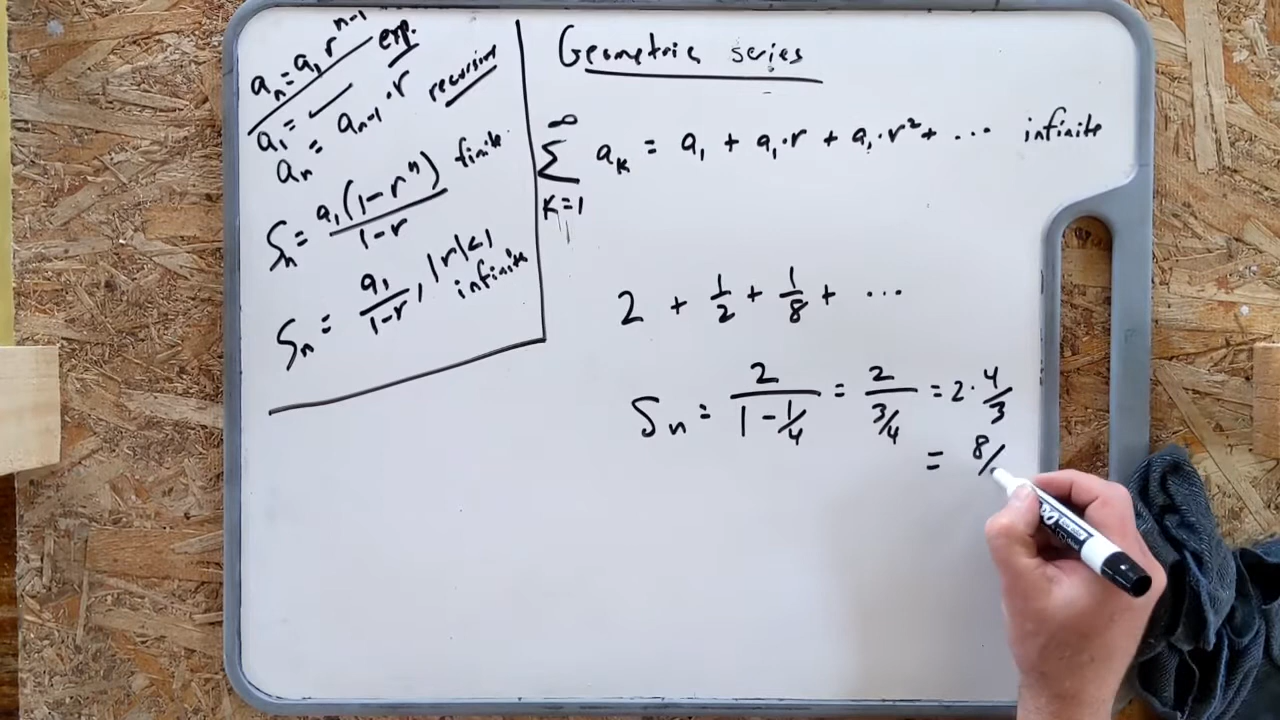 aₙ = a₁ rⁿ⁻¹ exp.
a₁ =
aₙ = aₙ₋₁ · r recursive
Sₙ = a₁(1 - rⁿ) / 1 - r finite
Sₙ = a₁ / 1 - r , |r| < 1
infinite
Geometric series
∞
Σ aₖ = a₁ + a₁·r + a₁·r² + ... infinite
K=1
2 + 1/2 + 1/8 + ...
Sₙ = 2 / 1 - 1/4 = 2 / 3/4 = 2 · 4/3
= 8/